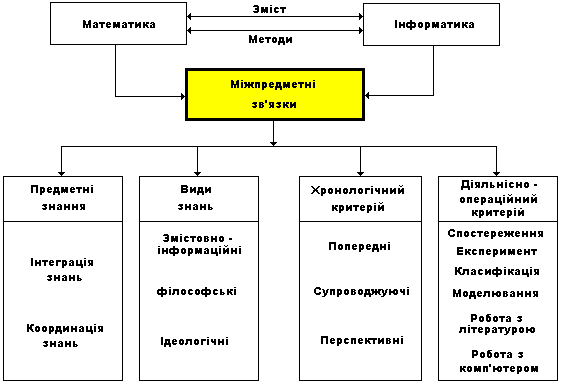 Математика
Зміст
Методи
Інформатика
Міжпредметні
зв'язки
Предметні
знання
Інтеграція
знань
Координація
знань
Види
знань
Змістовно -
інформаційні
філософські
Ідеологічні
Хронологічний
критерій
Попередні
Супроводжуючі
Перспективні
Діяльнісно -
операційний
критерій
Спостереження
Експеримент
Класифікація
Моделювання
Робота з
літературою
Робота з
комп'ютером